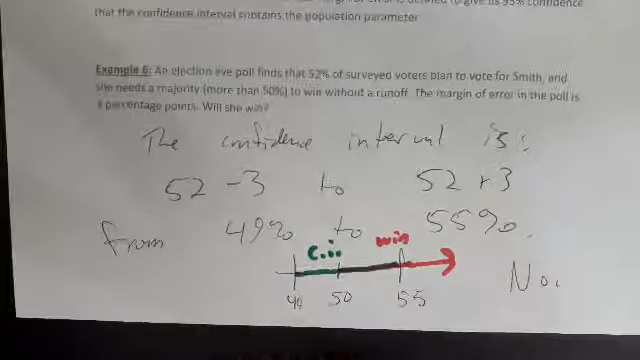 that the confidence interval contains the population parameter
Example 6: An election eve poll finds that 52% of surveyed voters plan to vote for Smith, and
she needs a majority (more than 50%) to win without a runoff. The margin of error in the poll is
3 percentage points. Will she win?
The confidence interval is:
52 - 3 to 52 + 3
from 49% to 55%.
c.i. win
49 50 55
No.